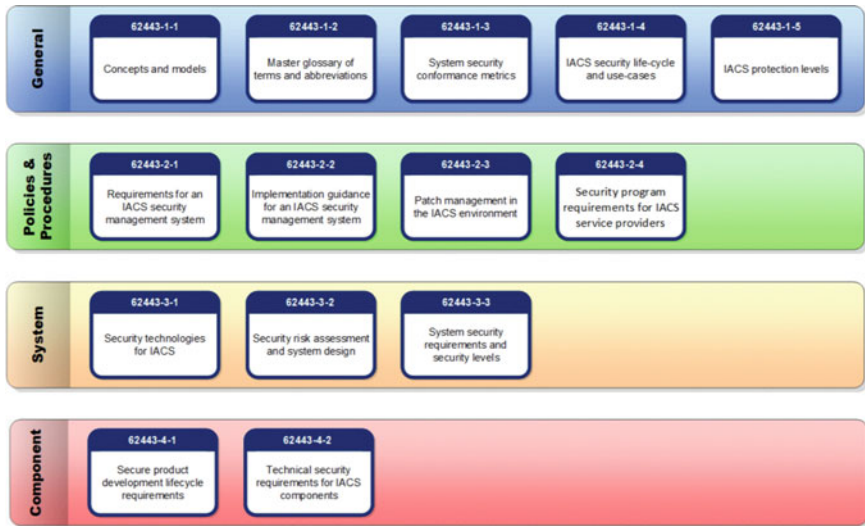 General
62443-1-1
Concepts and models
62443-1-2
Master glossary of
terms and abbreviations
62443-1-3
System security
conformance metrics
62443-1-4
IACS security life-cycle
and use-cases
62443-1-5
IACS protection levels
Policies &
Procedures
62443-2-1
Requirements for an
IACS security
management system
62443-2-2
Implementation guidance
for an IACS security
management system
62443-2-3
Patch management in
the IACS environment
62443-2-4
Security program
requirements for IACS
service providers
System
62443-3-1
Security technologies
for IACS
62443-3-2
Security risk assessment
and system design
62443-3-3
System security
requirements and
security levels
Component
62443-4-1
Secure product
development lifecycle
requirements
62443-4-2
Technical security
requirements for IACS
components